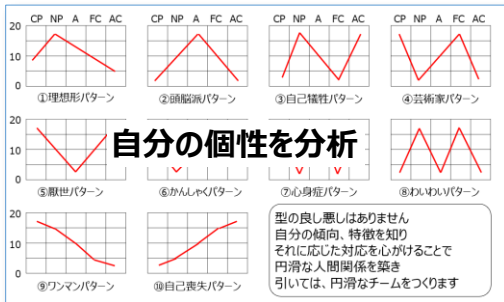 CP NP A FC AC CP NP A FC AC CP NP A FC AC CP NP A FC AC
20
10
0
①理想形パターン ②頭脳派パターン ③自己犠牲パターン ④芸術家パターン
20
10
0
自分の個性を分析
⑤厭世パターン ⑥かんしゃくパターン ⑦心身症パターン ⑧わいわいパターン
20
10
0
⑨ワンマンパターン ⑩自己喪失パターン
型の良し悪しはありません
自分の傾向、特徴を知り
それに応じた対応を心がけることで
円滑な人間関係を築き
引いては、円滑なチームをつくります